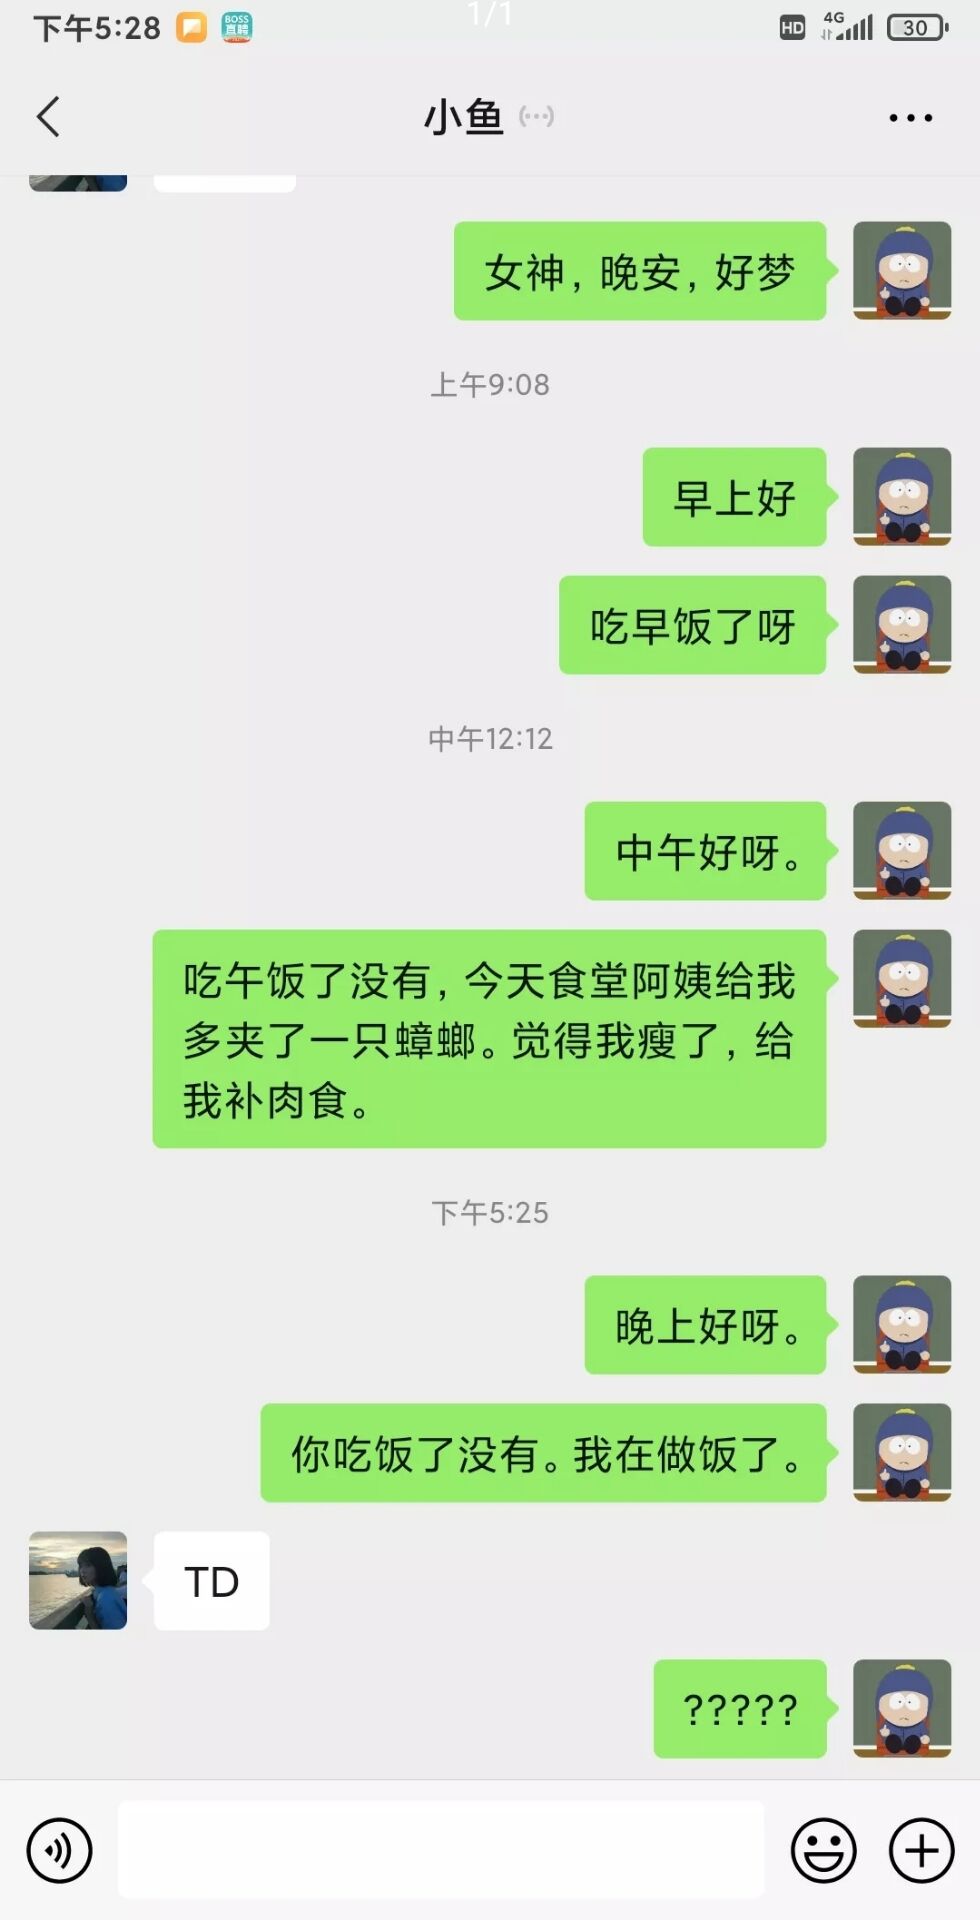 1/1
下午5:28
BOSS
直聘
HD
4G
30
小鱼
女神，晚安，好梦
上午9:08
早上好
吃早饭了呀
中午12:12
中午好呀。
吃午饭了没有，今天食堂阿姨给我
多夹了一只蟑螂。觉得我瘦了，给
我补肉食。
下午5:25
晚上好呀。
你吃饭了没有。我在做饭了。
TD
?????